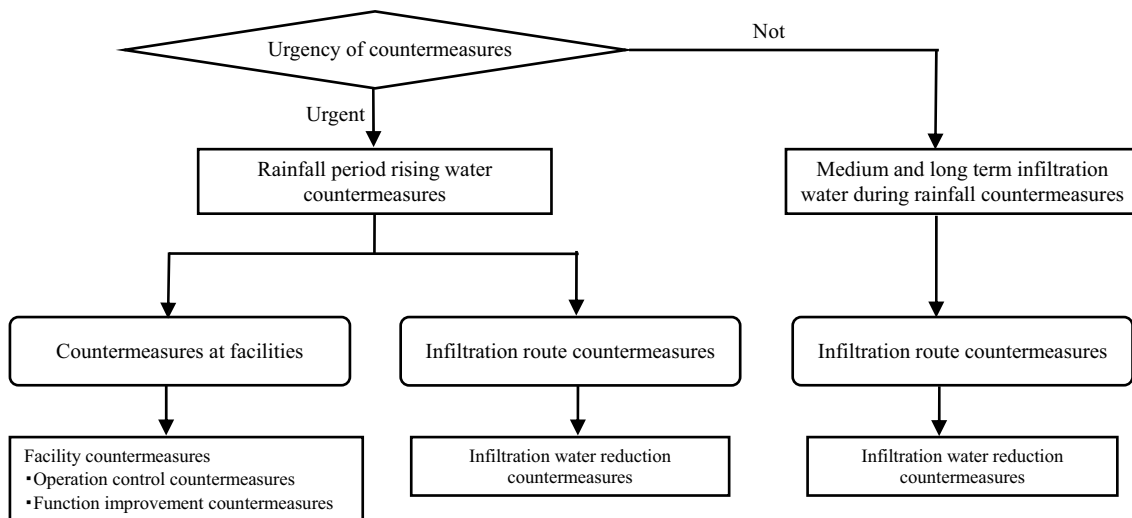 Urgency of countermeasures
Not
Urgent
Rainfall period rising water
countermeasures
Medium and long term infiltration
water during rainfall countermeasures
Countermeasures at facilities
Infiltration route countermeasures
Infiltration route countermeasures
Facility countermeasures
・Operation control countermeasures
・Function improvement countermeasures
Infiltration water reduction
countermeasures
Infiltration water reduction
countermeasures